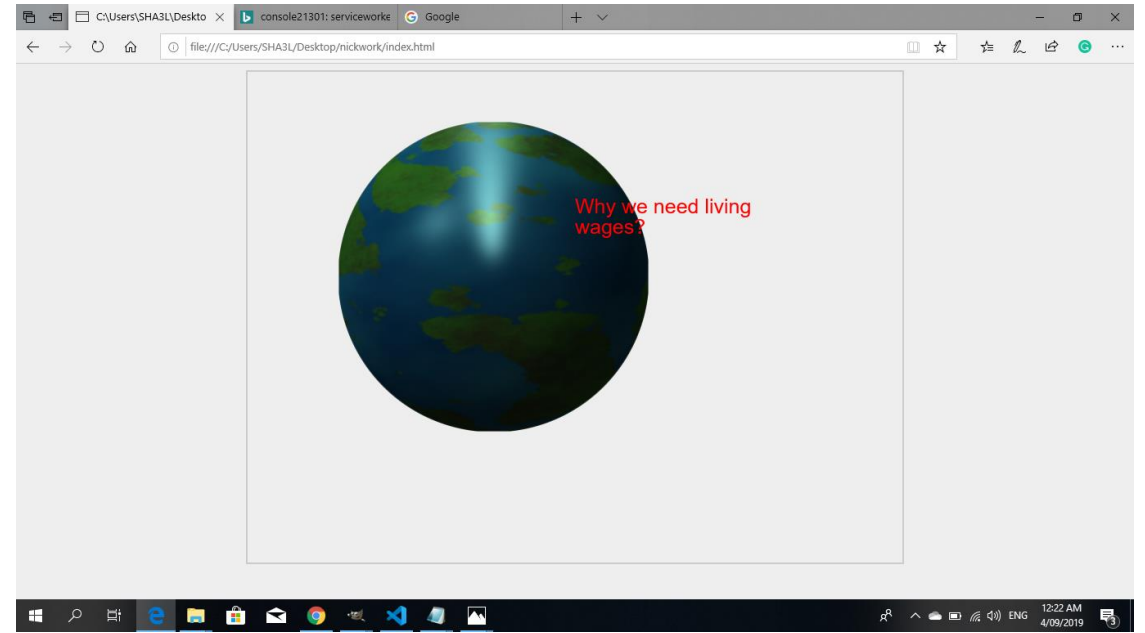 C:\Users\SHA3L\Deskto
console21301: serviceworke
Google
file:///C:/Users/SHA3L/Desktop/nickwork/index.html
Why we need living
wages?
ENG
12:22 AM
4/09/2019
3